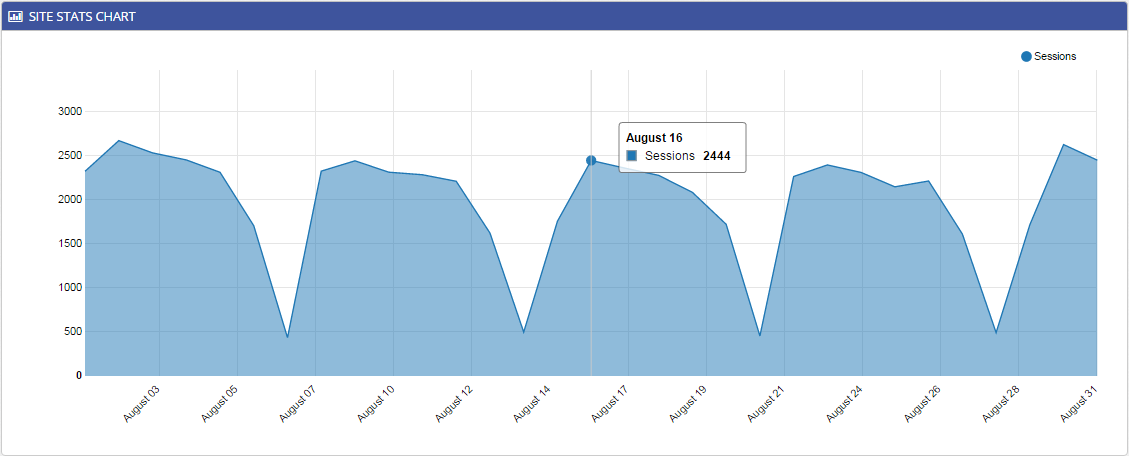 SITE STATS CHART
Sessions
3000
2500
2000
1500
1000
500
0
August 16
Sessions 2444
August 03
August 05
August 07
August 10
August 12
August 14
August 17
August 19
August 21
August 24
August 26
August 28
August 31